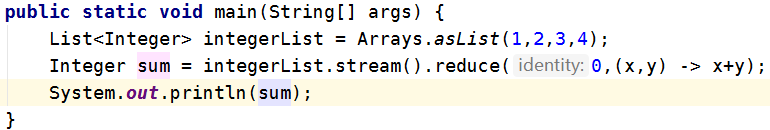 public static void main(String[] args) {
    List<Integer> integerList = Arrays.asList(1,2,3,4);
    Integer sum = integerList.stream().reduce( identity: 0,(x,y) -> x+y);
    System.out.println(sum);
}